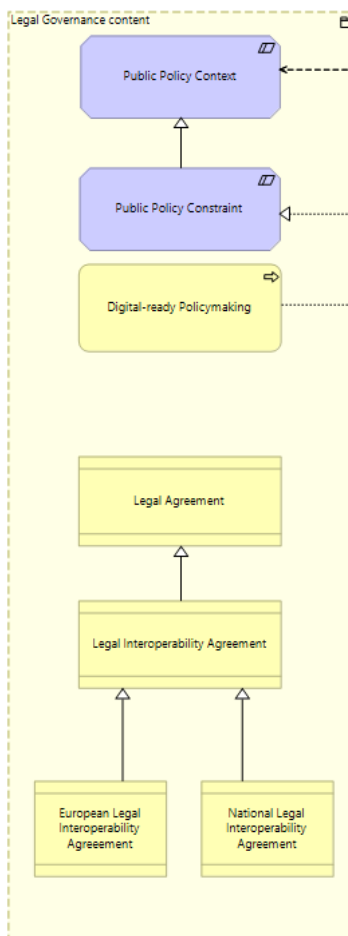 Legal Governance content
Public Policy Context
Public Policy Constraint
Digital-ready Policymaking
Legal Agreement
Legal Interoperability Agreement
European Legal
Interoperability
Agreeement
National Legal
Interoperability
Agreement